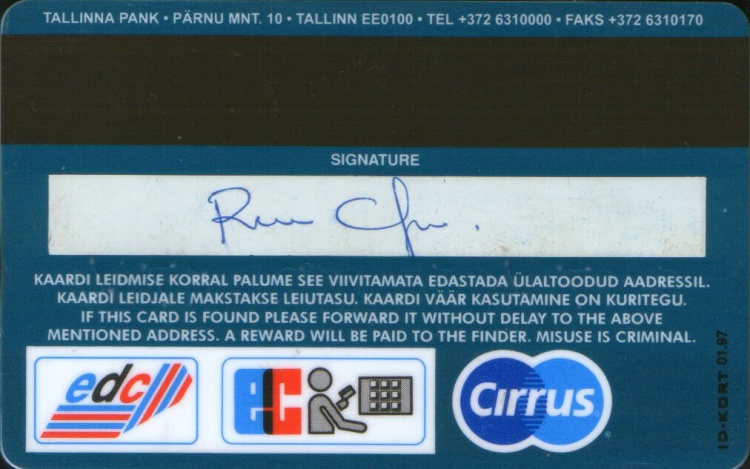 TALLINNA PANK • PÄRNU MNT. 10 • TALLINN EE0100 • TEL +372 6310000 • FAKS +372 6310170
SIGNATURE
KAARDI LEIDMISE KORRAL PALUME SEE VIIVITAMATA EDASTADA ÜLALTOODUD AADRESSIL.
KAARDI LEIDJALE MAKSTAKSE LEIUTASU. KAARDI VÄÄR KASUTAMINE ON KURITEGU.
IF THIS CARD IS FOUND PLEASE FORWARD IT WITHOUT DELAY TO THE ABOVE
MENTIONED ADDRESS. A REWARD WILL BE PAID TO THE FINDER. MISUSE IS CRIMINAL.
edc
ec
Cirrus
ID-KORT 01.97